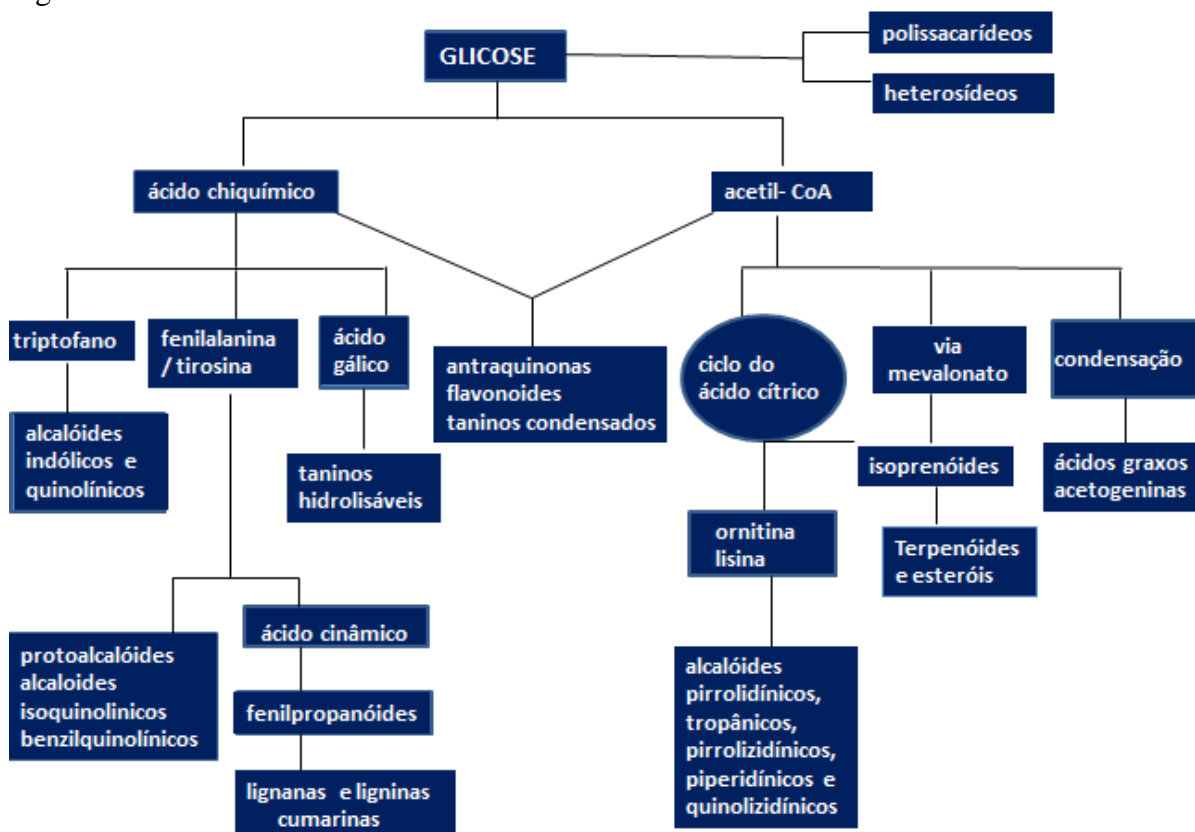 GLICOSE
polissacarídeos
heterosídeos
ácido chiquímico
acetil- CoA
triptofano
fenilalanina
/ tirosina
ácido
gálico
antraquinonas
flavonoides
taninos condensados
ciclo do
ácido cítrico
via
mevalonato
condensação
alcalóides
indólicos e
quinolínicos
taninos
hidrolisáveis
isoprenóides
ácidos graxos
acetogeninas
ornitina
lisina
Terpenóides
e esteróis
protoalcalóides
alcaloides
isoquinolinicos
benzilquinolínicos
ácido cinâmico
fenilpropanóides
lignanas e ligninas
cumarinas
alcalóides
pirrolidínicos,
tropânicos,
pirrolizidínicos,
piperidínicos e
quinolizidínicos